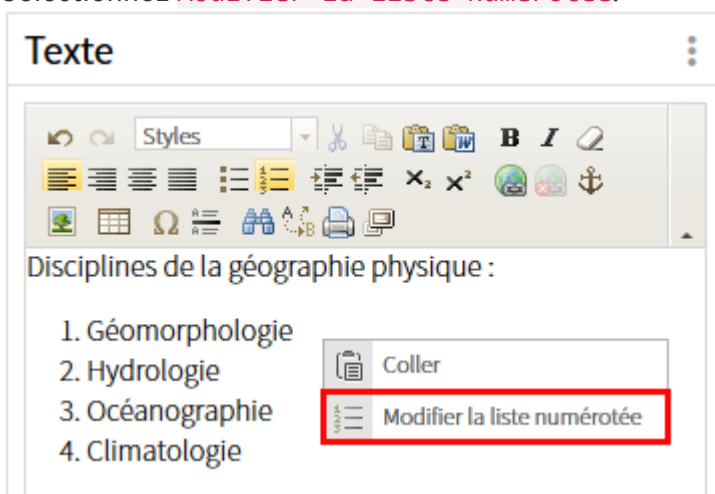 Sélectionnez Modifier la liste numérotée.
Texte
Styles
B I
Disciplines de la géographie physique :
1. Géomorphologie
2. Hydrologie
3. Océanographie
4. Climatologie
Coller
Modifier la liste numérotée